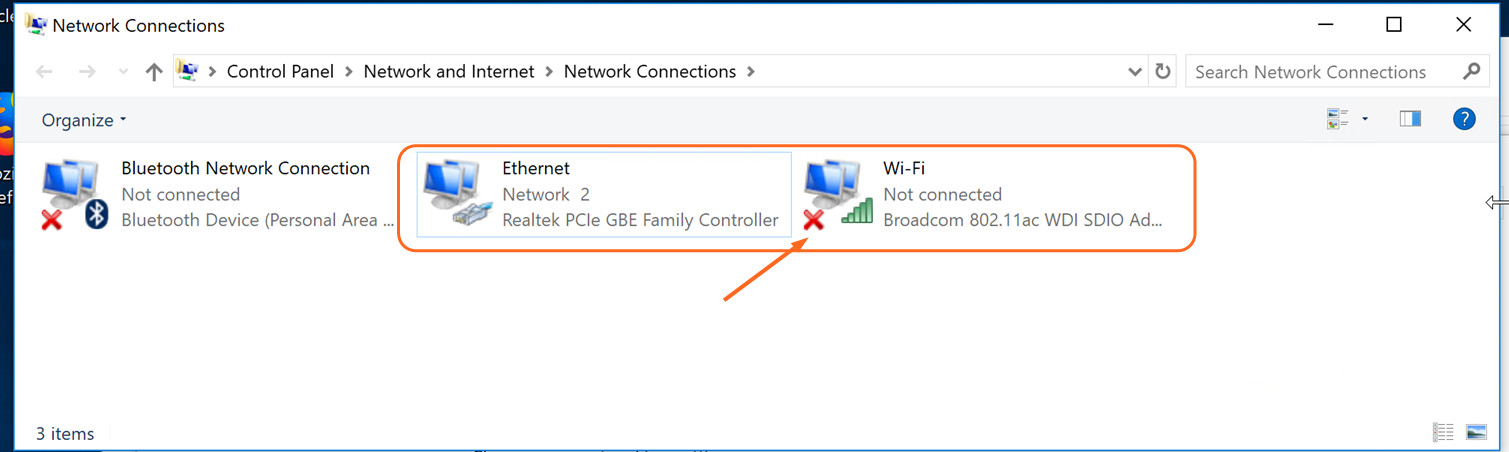 Network Connections
Control Panel > Network and Internet > Network Connections >
Search Network Connections
Organize
?
Bluetooth Network Connection
Not connected
Bluetooth Device (Personal Area ...
Ethernet
Network 2
Realtek PCIe GBE Family Controller
Wi-Fi
Not connected
Broadcom 802.11ac WDI SDIO Ad...
3 items